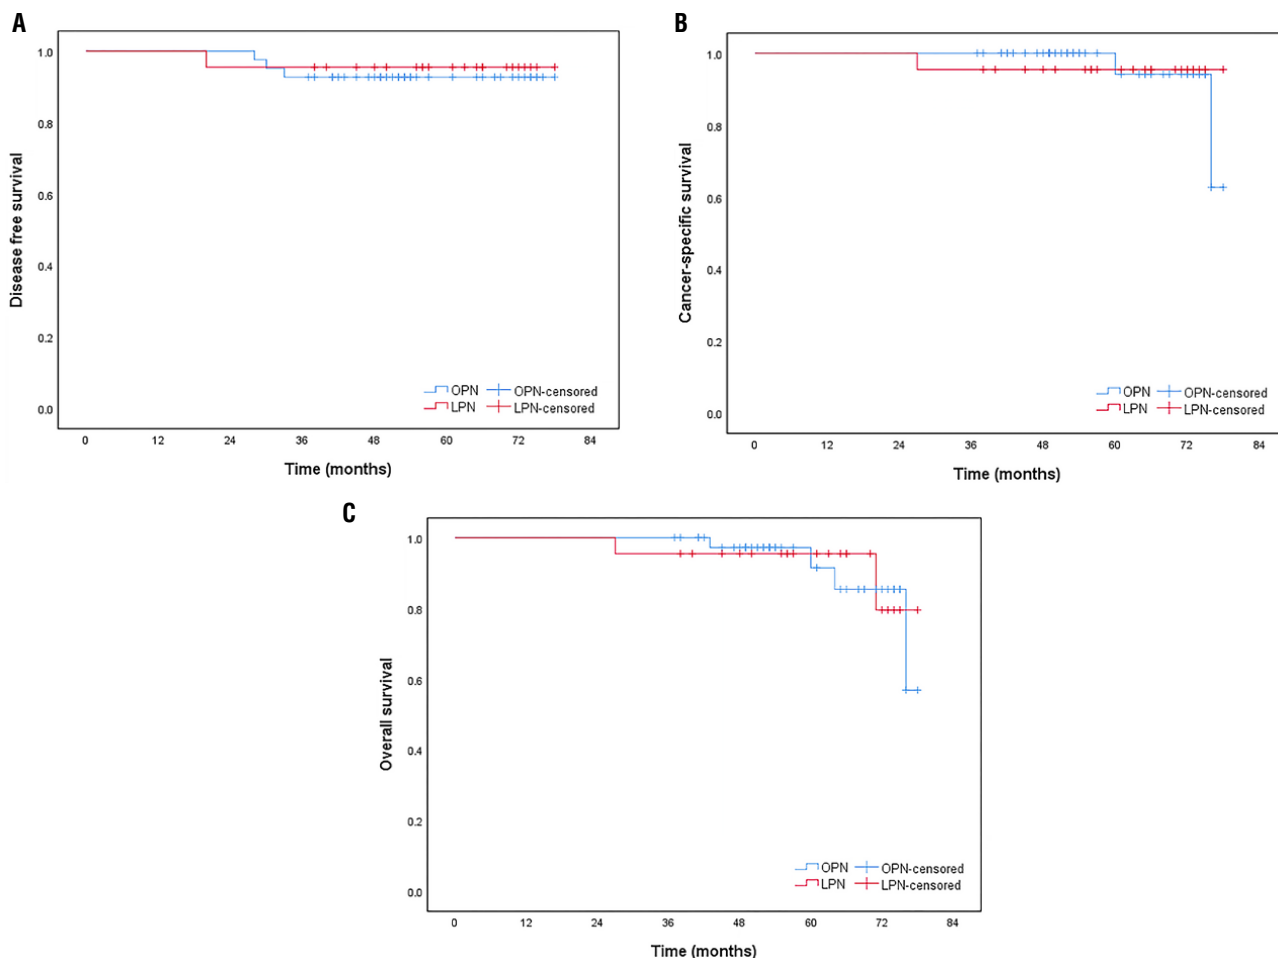 A
1.0
0.8
0.6
0.4
0.2
0.0
Disease free survival
OPN OPN-censored
LPN LPN-censored
0 12 24 36 48 60 72 84
Time (months)
B
1.0
0.8
0.6
0.4
0.2
0.0
Cancer-specific survival
OPN OPN-censored
LPN LPN-censored
0 12 24 36 48 60 72 84
Time (months)
C
1.0
0.8
0.6
0.4
0.2
0.0
Overall survival
OPN OPN-censored
LPN LPN-censored
0 12 24 36 48 60 72 84
Time (months)